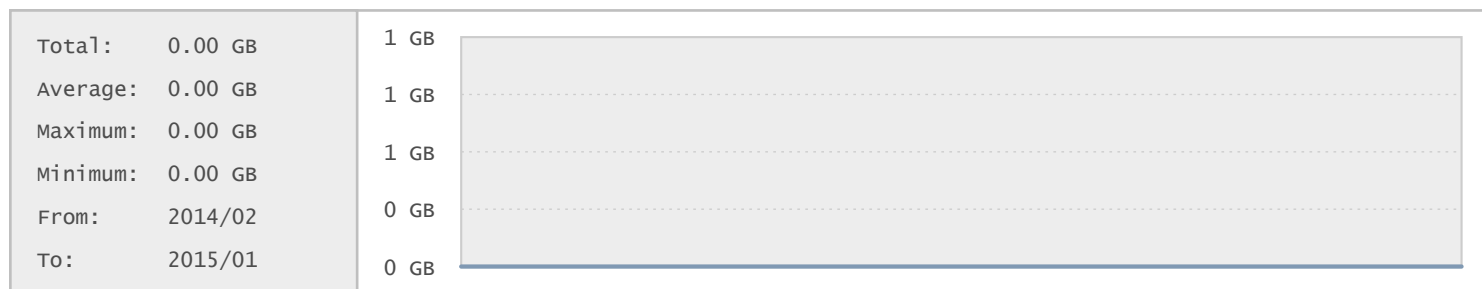 Total: 0.00 GB
Average: 0.00 GB
Maximum: 0.00 GB
Minimum: 0.00 GB
From: 2014/02
To: 2015/01
1 GB
1 GB
1 GB
0 GB
0 GB